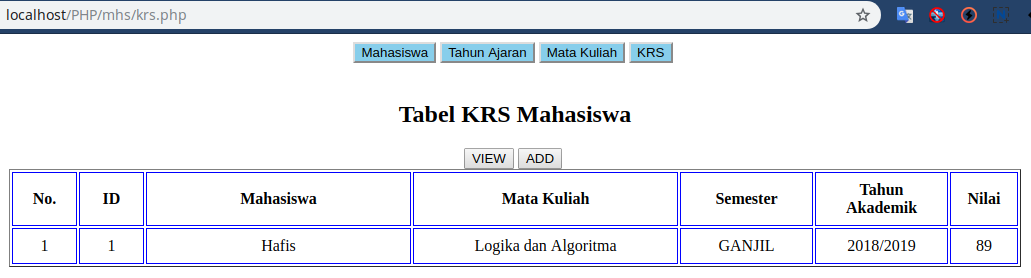 localhost/PHP/mhs/krs.php
Mahasiswa Tahun Ajaran Mata Kuliah KRS
Tabel KRS Mahasiswa
VIEW ADD
No. ID Mahasiswa Mata Kuliah Semester Tahun Akademik Nilai
1 1 Hafis Logika dan Algoritma GANJIL 2018/2019 89